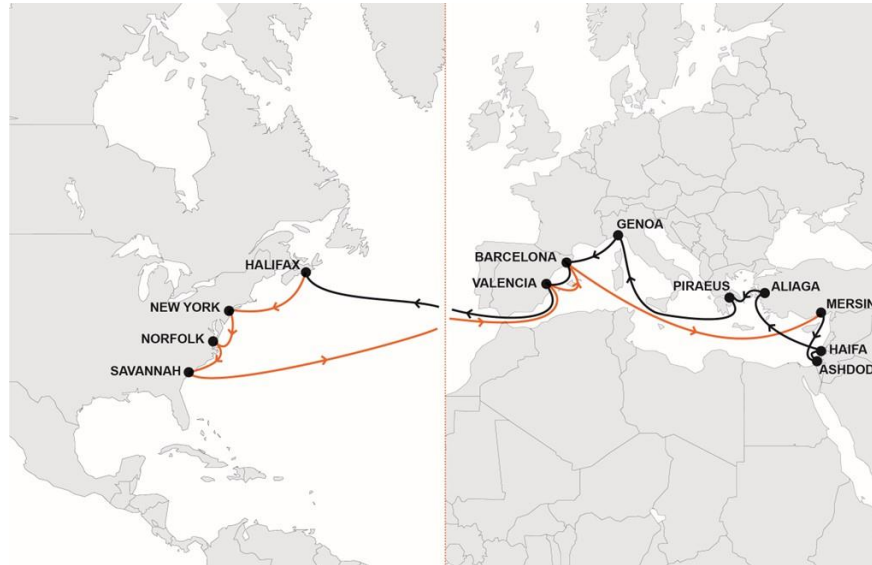 GENOA
BARCELONA
HALIFAX
VALENCIA
PIRAEUS
ALIAGA
NEW YORK
MERSIN
NORFOLK
HAIFA
SAVANNAH
ASHDOD